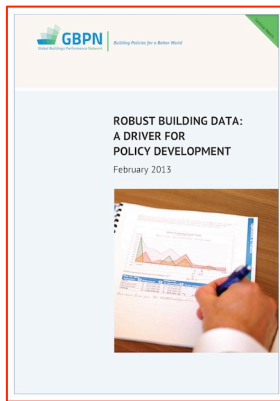 GBPN
Global Buildings Performance Network
Building Policies for a Better World
ROBUST BUILDING DATA:
A DRIVER FOR
POLICY DEVELOPMENT
February 2013